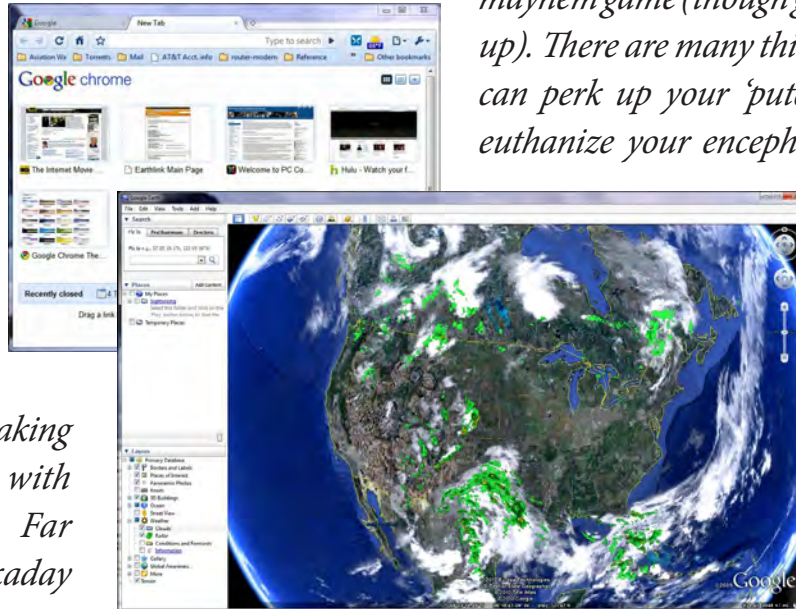 mayhem game (though g
up). There are many thi
can perk up your 'put
euthanize your enceph
Google
New Tab
Type to search
Aviation Wx Torrents Mail AT&T Acct. info router-modem Reference Other bookmarks
Google chrome
The Internet Movie ...
Earthlink Main Page
Welcome to PC Co...
Hulu - Watch your f...
Google Chrome The...
Recently closed
Drag a link
Google Earth
File Edit View Tools Add Help
Search
Fly to Find Businesses Directions
Places Add Content
My Places
Sightseeing
Temporary Places
Layers
Primary Database
Borders and Labels
Places of Interest
Panoramic Photos
Roads
3D Buildings
Ocean
Street View
Weather
Clouds
Radar
Conditions and Forecasts
Information
Gallery
Global Awareness
More
Terrain
Google
aking
with
Far
kaday